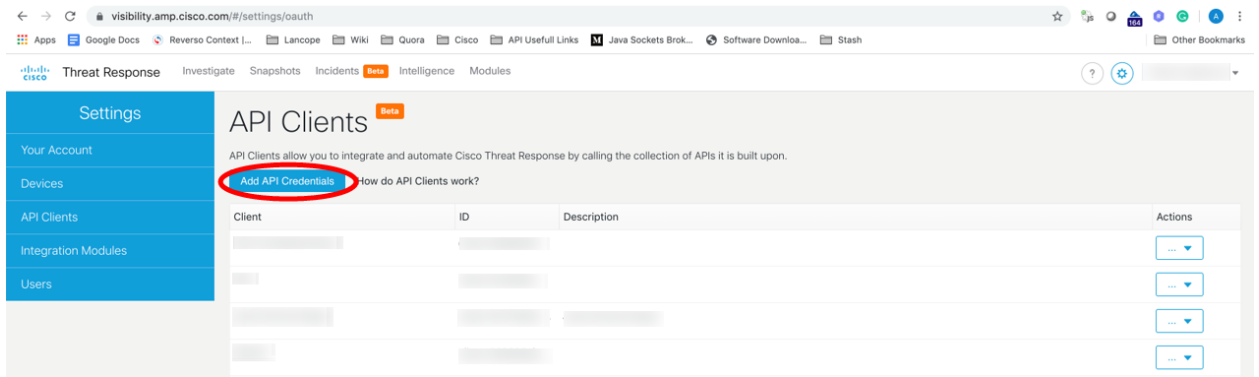 visibility.amp.cisco.com/#/settings/oauth
164
A
Apps Google Docs Reverso Context |... Lancope Wiki Quora Cisco API Usefull Links M Java Sockets Brok... Software Downloa... Stash Other Bookmarks
cisco Threat Response Investigate Snapshots Incidents Beta Intelligence Modules ?
Settings
Your Account
Devices
API Clients
Integration Modules
Users
API Clients Beta
API Clients allow you to integrate and automate Cisco Threat Response by calling the collection of APIs it is built upon.
Add API Credentials How do API Clients work?
Client ID Description Actions
...
...
...
...